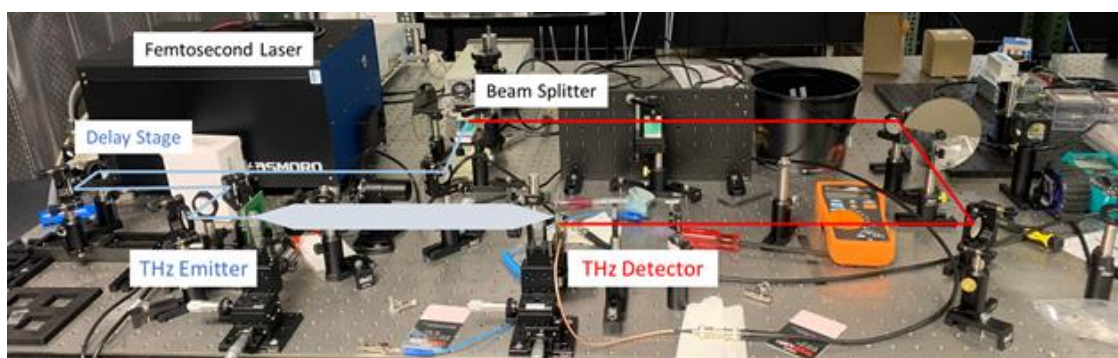 Femtosecond Laser
Beam Splitter
Delay Stage
THz Emitter
THz Detector